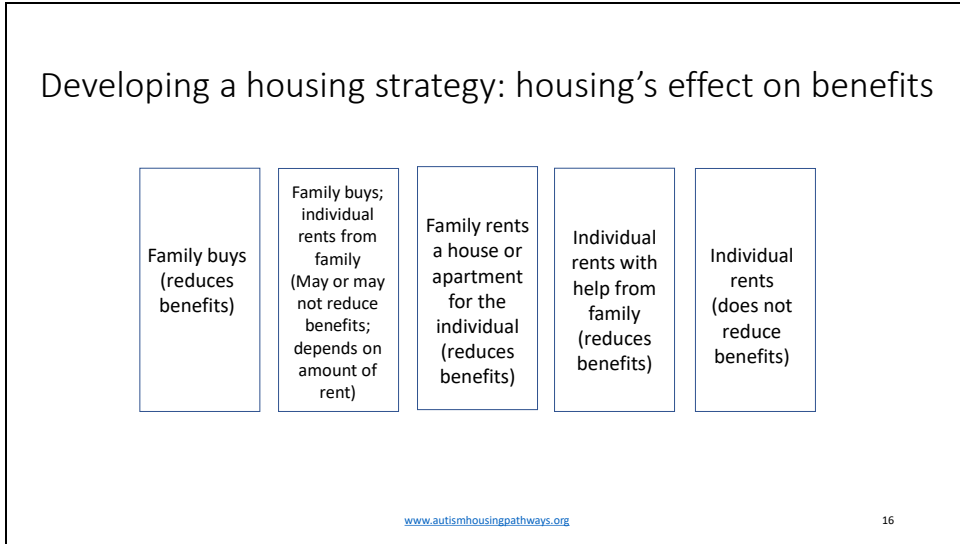 Developing a housing strategy: housing’s effect on benefits
Family buys
(reduces
benefits)
Family buys;
individual
rents from
family
(May or may
not reduce
benefits;
depends on
amount of
rent)
Family rents
a house or
apartment
for the
individual
(reduces
benefits)
Individual
rents with
help from
family
(reduces
benefits)
Individual
rents
(does not
reduce
benefits)
www.autismhousingpathways.org
16